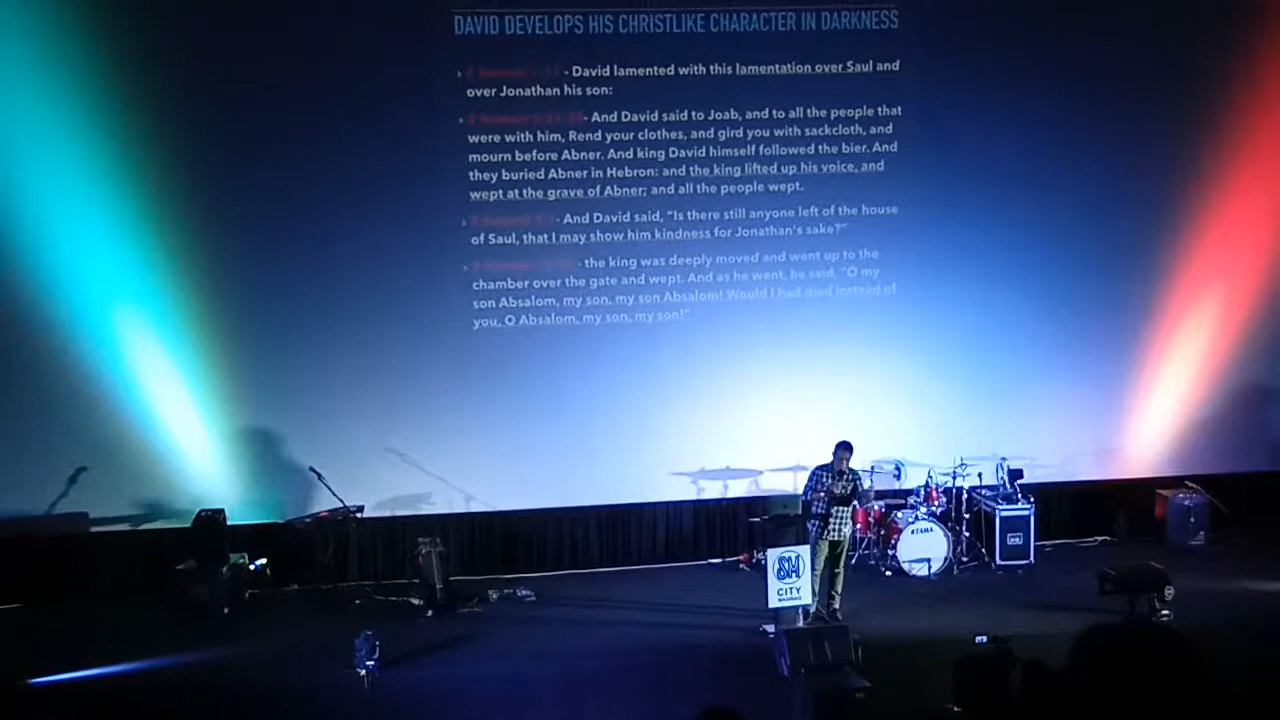 DAVID DEVELOPS HIS CHRISTLIKE CHARACTER IN DARKNESS
- David lamented with this lamentation over Saul and
over Jonathan his son:
- And David said to Joab, and to all the people that
were with him, Rend your clothes, and gird you with sackcloth, and
mourn before Abner. And king David himself followed the bier. And
they buried Abner in Hebron: and the king lifted up his voice, and
wept at the grave of Abner; and all the people wept.
- And David said, "Is there still anyone left of the house
of Saul, that I may show him kindness for Jonathan's sake?"
- the king was deeply moved and went up to the
chamber over the gate and wept. And as he went, he said, "O my
son Absalom, my son, my son Absalom! Would I had died instead of
you, O Absalom, my son, my son!"
TAMA
SM
CITY